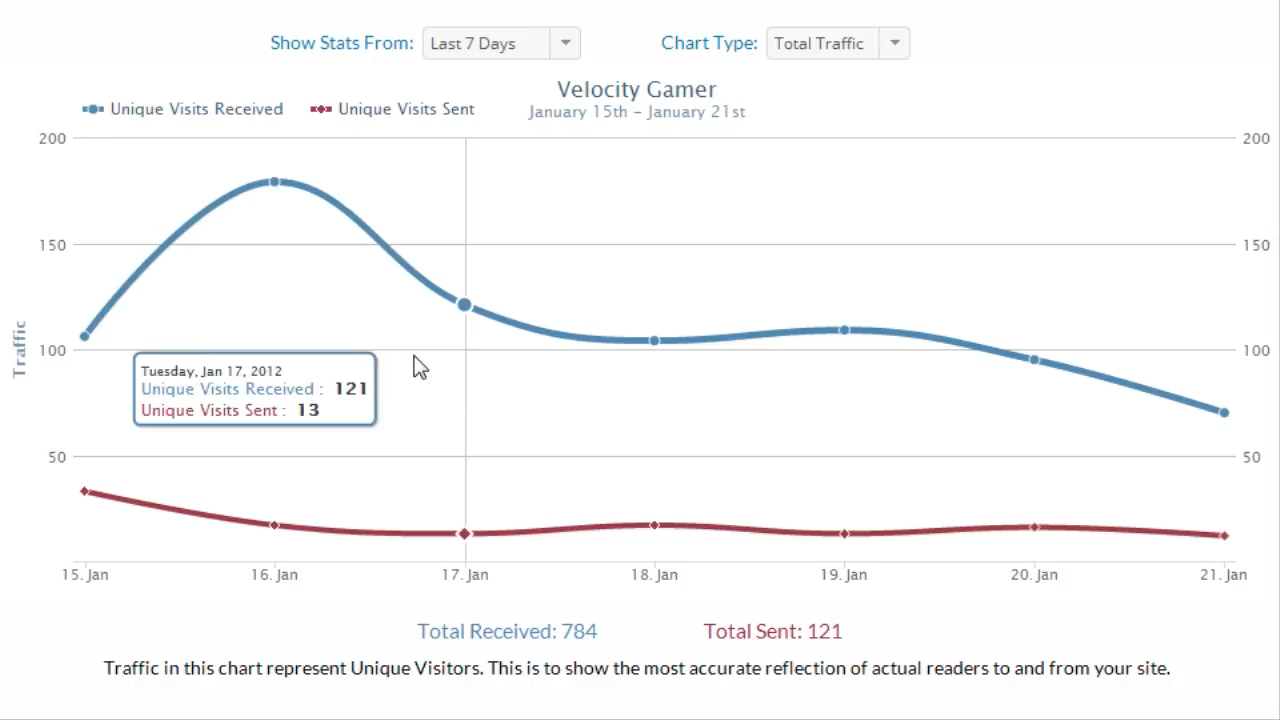 Show Stats From: Last 7 Days Chart Type: Total Traffic
Velocity Gamer
Unique Visits Received Unique Visits Sent January 15th - January 21st
200 200
150 150
Traffic
100 100
Tuesday, Jan 17, 2012
Unique Visits Received : 121
Unique Visits Sent : 13
50 50
15. Jan 16. Jan 17. Jan 18. Jan 19. Jan 20. Jan 21. Jan
Total Received: 784 Total Sent: 121
Traffic in this chart represent Unique Visitors. This is to show the most accurate reflection of actual readers to and from your site.